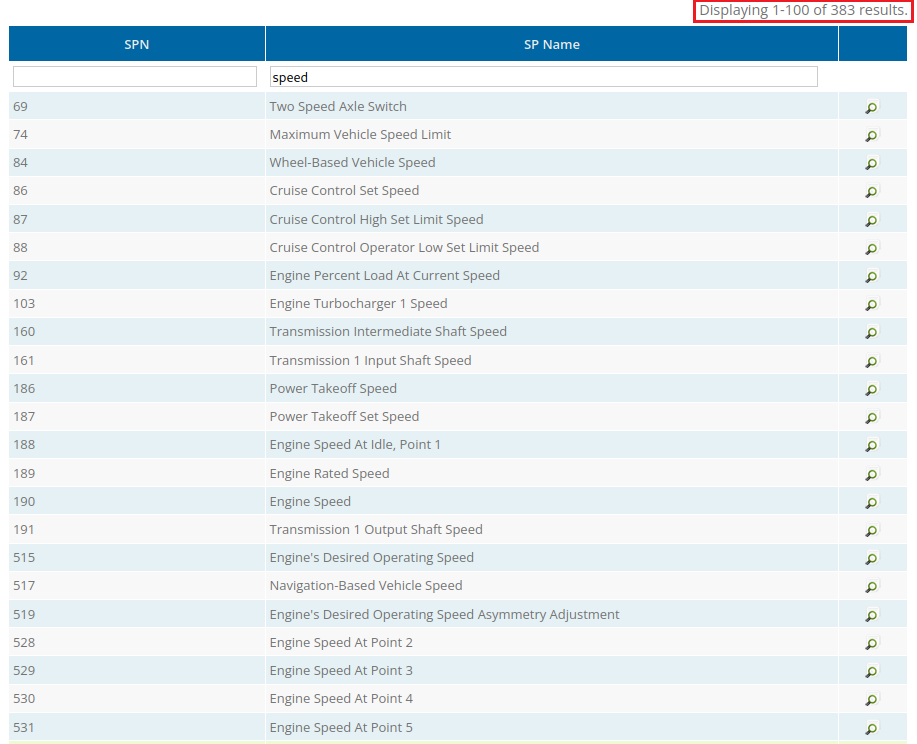 Displaying 1-100 of 383 results.
SPN SP Name
speed
69 Two Speed Axle Switch
74 Maximum Vehicle Speed Limit
84 Wheel-Based Vehicle Speed
86 Cruise Control Set Speed
87 Cruise Control High Set Limit Speed
88 Cruise Control Operator Low Set Limit Speed
92 Engine Percent Load At Current Speed
103 Engine Turbocharger 1 Speed
160 Transmission Intermediate Shaft Speed
161 Transmission 1 Input Shaft Speed
186 Power Takeoff Speed
187 Power Takeoff Set Speed
188 Engine Speed At Idle, Point 1
189 Engine Rated Speed
190 Engine Speed
191 Transmission 1 Output Shaft Speed
515 Engine's Desired Operating Speed
517 Navigation-Based Vehicle Speed
519 Engine's Desired Operating Speed Asymmetry Adjustment
528 Engine Speed At Point 2
529 Engine Speed At Point 3
530 Engine Speed At Point 4
531 Engine Speed At Point 5